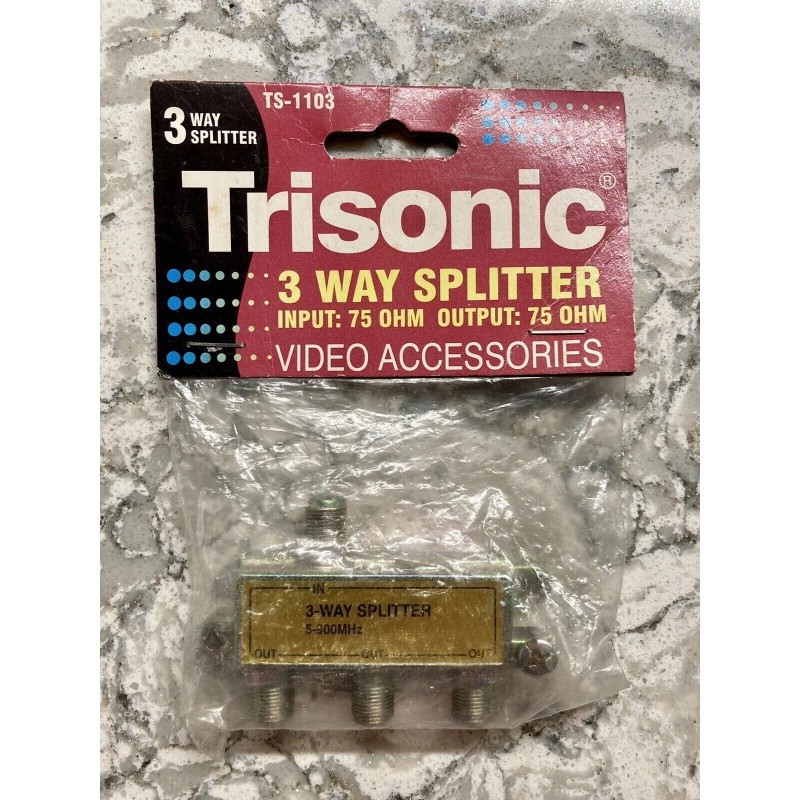 3 WAY
SPLITTER
TS-1103
Trisonic®
3 WAY SPLITTER
INPUT: 75 OHM OUTPUT: 75 OHM
VIDEO ACCESSORIES
IN
3-WAY SPLITTER
5-900MHz
OUT OUT OUT